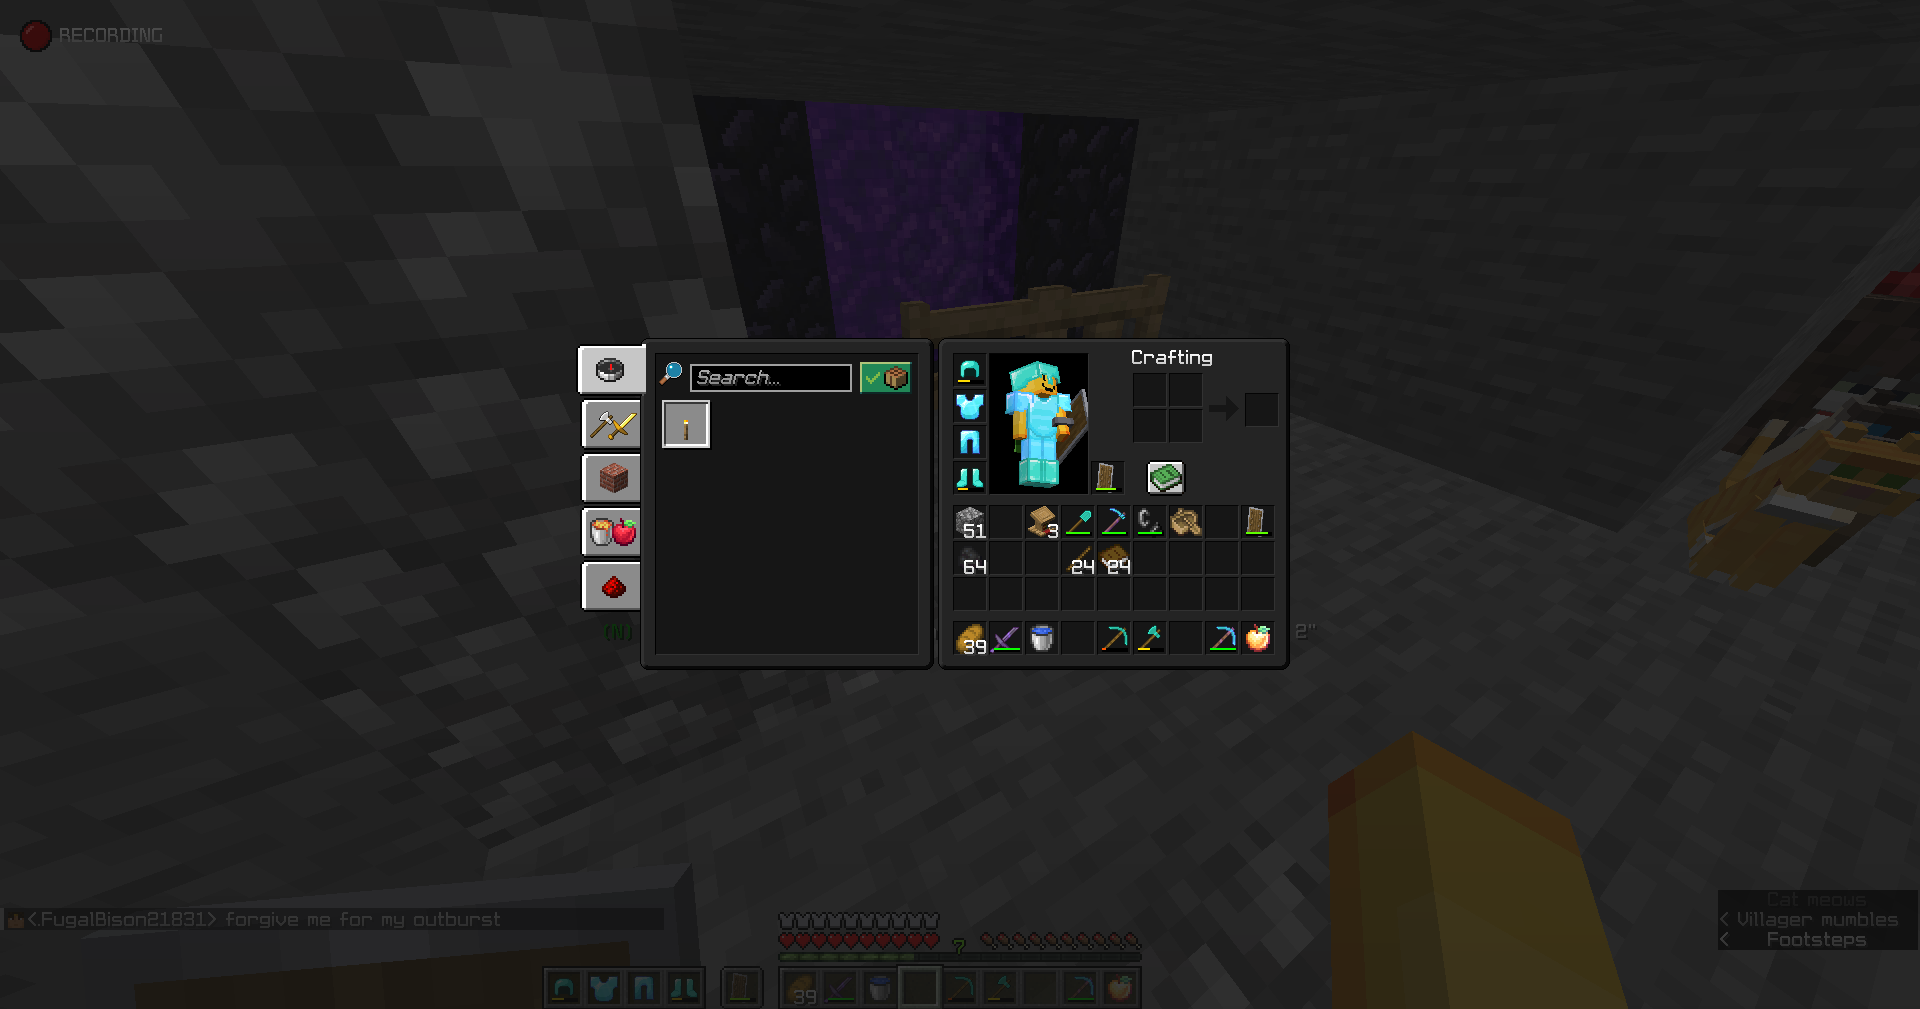 RECORDING
Search...
Crafting
51
3
64
24
24
39
(N)
2"
<.FugalBison21831> forgive me for my outburst
7
39
Cat meows
< Villager mumbles
< Footsteps